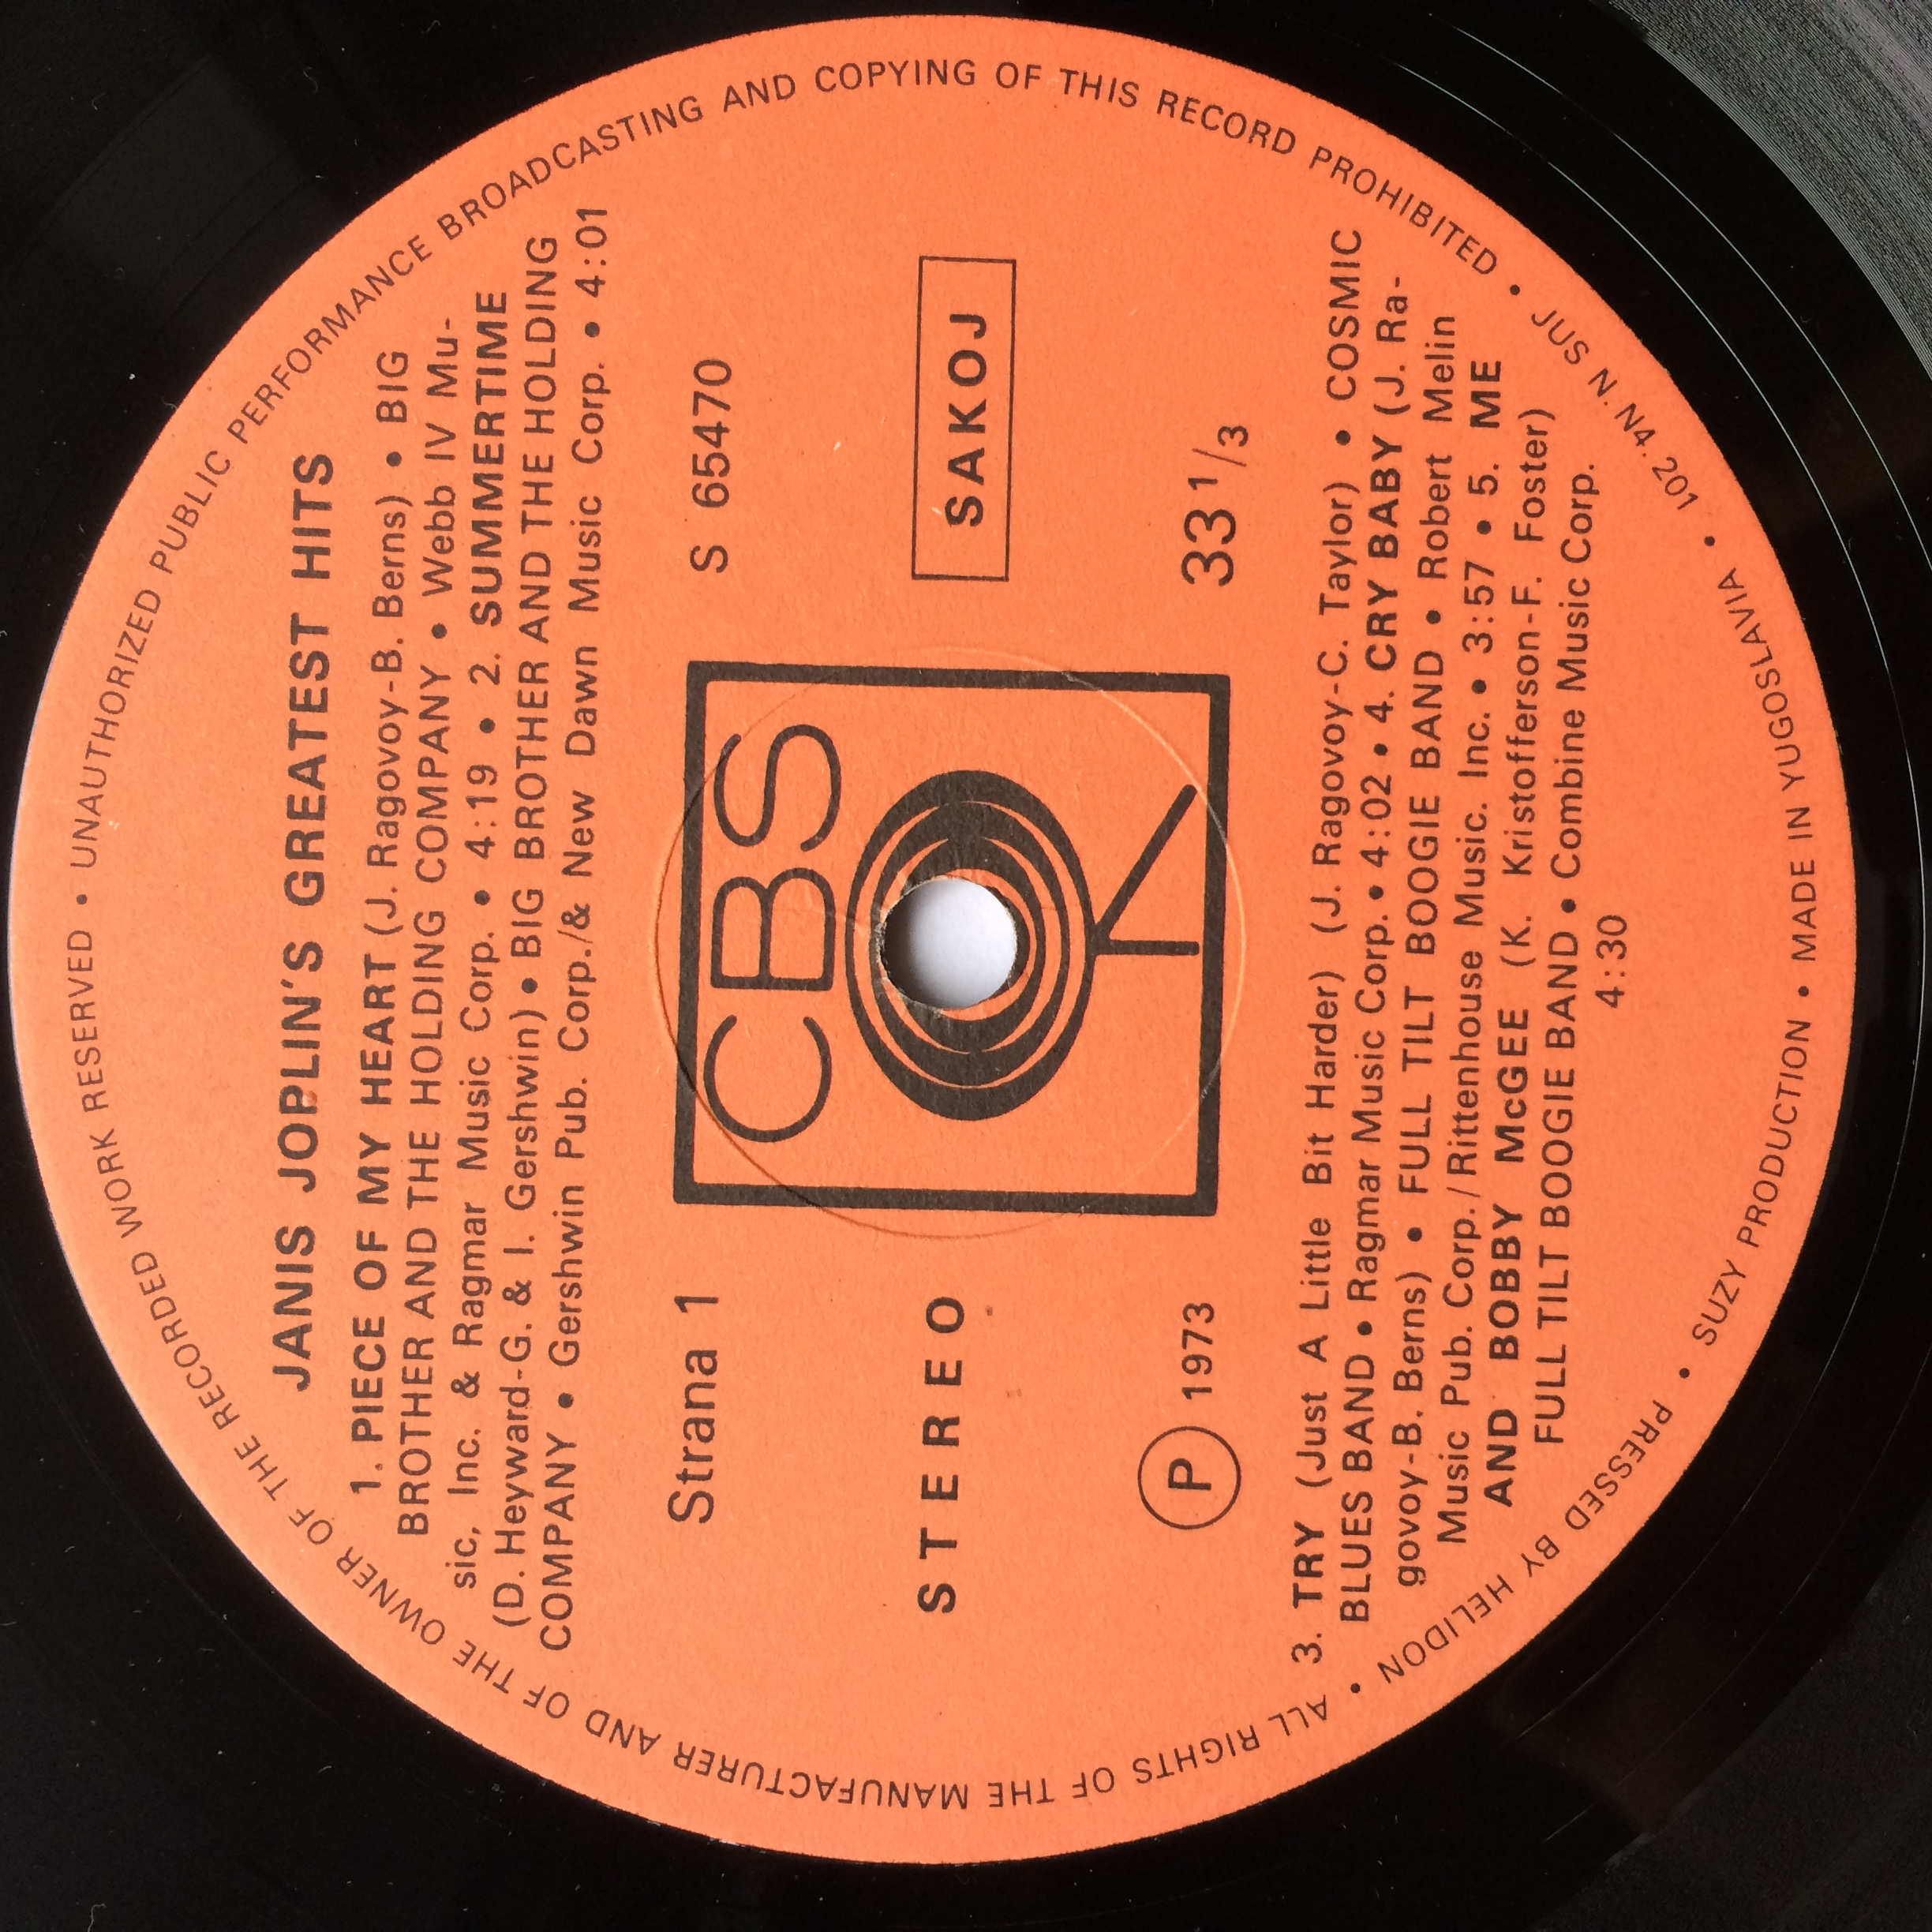 ALL RIGHTS OF THE MANUFACTURER AND OF THE OWNER OF THE RECORDED WORK RESERVED • UNAUTHORIZED PUBLIC PERFORMANCE BROADCASTING AND COPYING OF THIS RECORD PROHIBITED • JUS N. N4. 201 • MADE IN YUGOSLAVIA • SUZY PRODUCTION • PRESSED BY HELIDON •
JANIS JOPLIN'S GREATEST HITS
1. PIECE OF MY HEART (J. Ragovoy-B. Berns) • BIG
BROTHER AND THE HOLDING COMPANY • Webb IV Mu-
sic, Inc. & Ragmar Music Corp. • 4:19 • 2. SUMMERTIME
(D. Heyward-G. & I. Gershwin) • BIG BROTHER AND THE HOLDING
COMPANY • Gershwin Pub. Corp./& New Dawn Music Corp. • 4:01
Strana 1
CBS
S 65470
STEREO
SAKOJ
P 1973
33 1/3
3. TRY (Just A Little Bit Harder) (J. Ragovoy-C. Taylor) • COSMIC
BLUES BAND • Ragmar Music Corp. • 4:02 • 4. CRY BABY (J. Ra-
govoy-B. Berns) • FULL TILT BOOGIE BAND • Robert Melin
Music Pub. Corp./Rittenhouse Music. Inc. • 3:57 • 5. ME
AND BOBBY McGEE (K. Kristofferson-F. Foster)
FULL TILT BOOGIE BAND • Combine Music Corp.
4:30